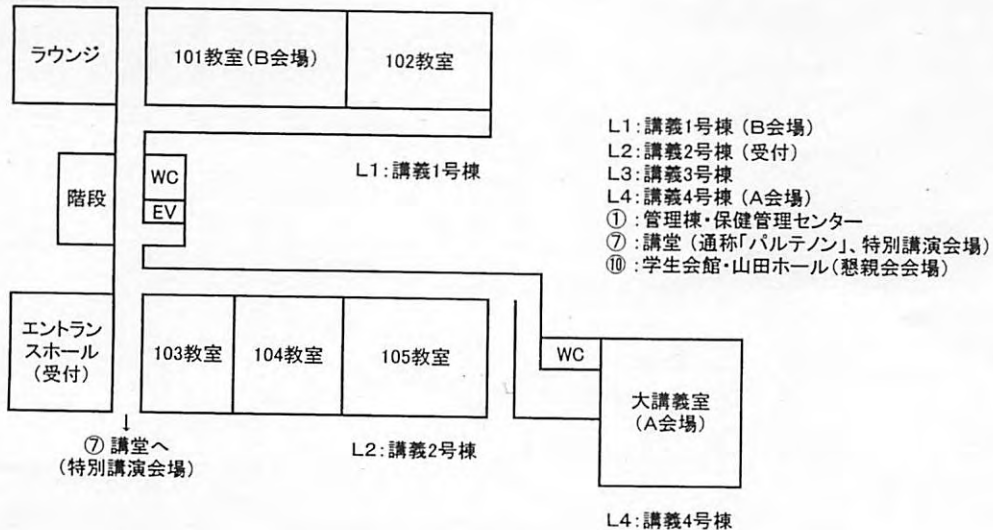 ラウンジ
101教室(B会場)
102教室
L1:講義1号棟
階段
WC
EV
エントラン
スホール
(受付)
103教室
104教室
105教室
WC
大講義室
(A会場)
↓
⑦ 講堂へ
(特別講演会場)
L2:講義2号棟
L4:講義4号棟
L1:講義1号棟 (B会場)
L2:講義2号棟 (受付)
L3:講義3号棟
L4:講義4号棟 (A会場)
①:管理棟・保健管理センター
⑦:講堂 (通称「パルテノン」、特別講演会場)
⑩:学生会館・山田ホール(懇親会会場)